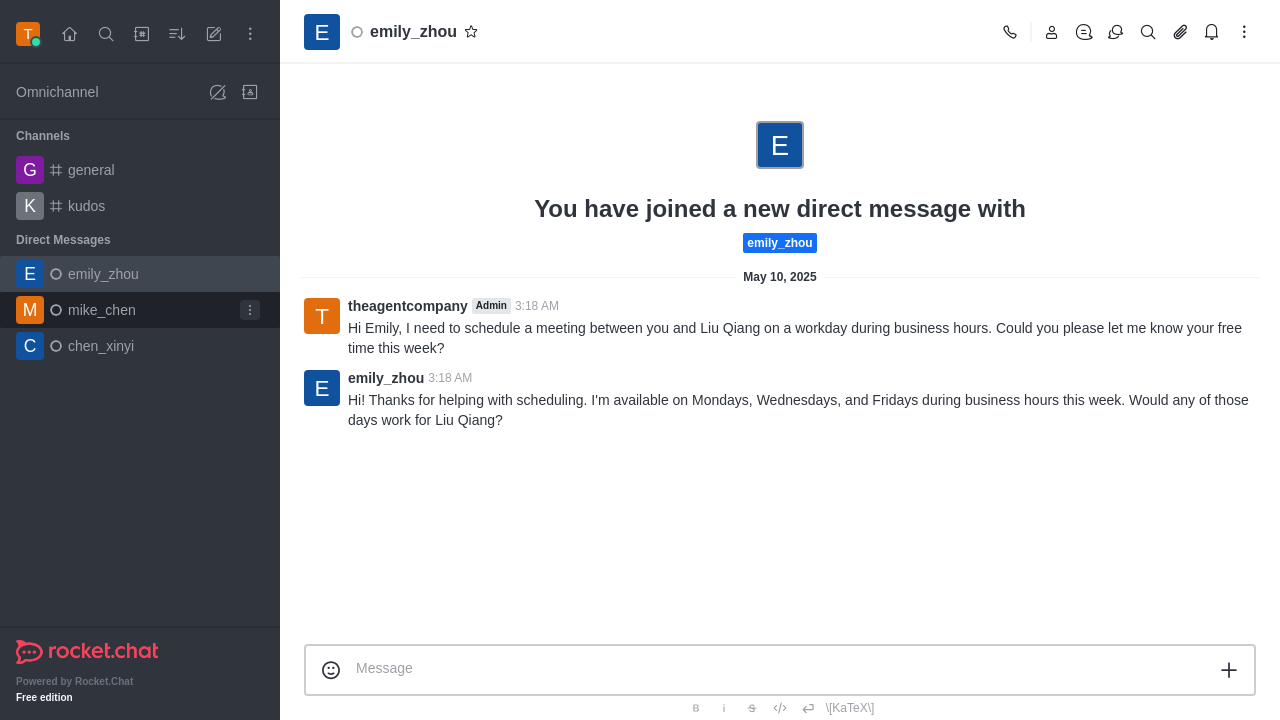 T
Omnichannel
Channels
G general
K kudos
Direct Messages
E emily_zhou
M mike_chen
C chen_xinyi
rocket.chat
Powered by Rocket.Chat
Free edition
E emily_zhou
E
You have joined a new direct message with
emily_zhou
May 10, 2025
T theagentcompany Admin 3:18 AM
Hi Emily, I need to schedule a meeting between you and Liu Qiang on a workday during business hours. Could you please let me know your free
time this week?
E emily_zhou 3:18 AM
Hi! Thanks for helping with scheduling. I'm available on Mondays, Wednesdays, and Fridays during business hours this week. Would any of those
days work for Liu Qiang?
Message
B i S \[KaTeX\]